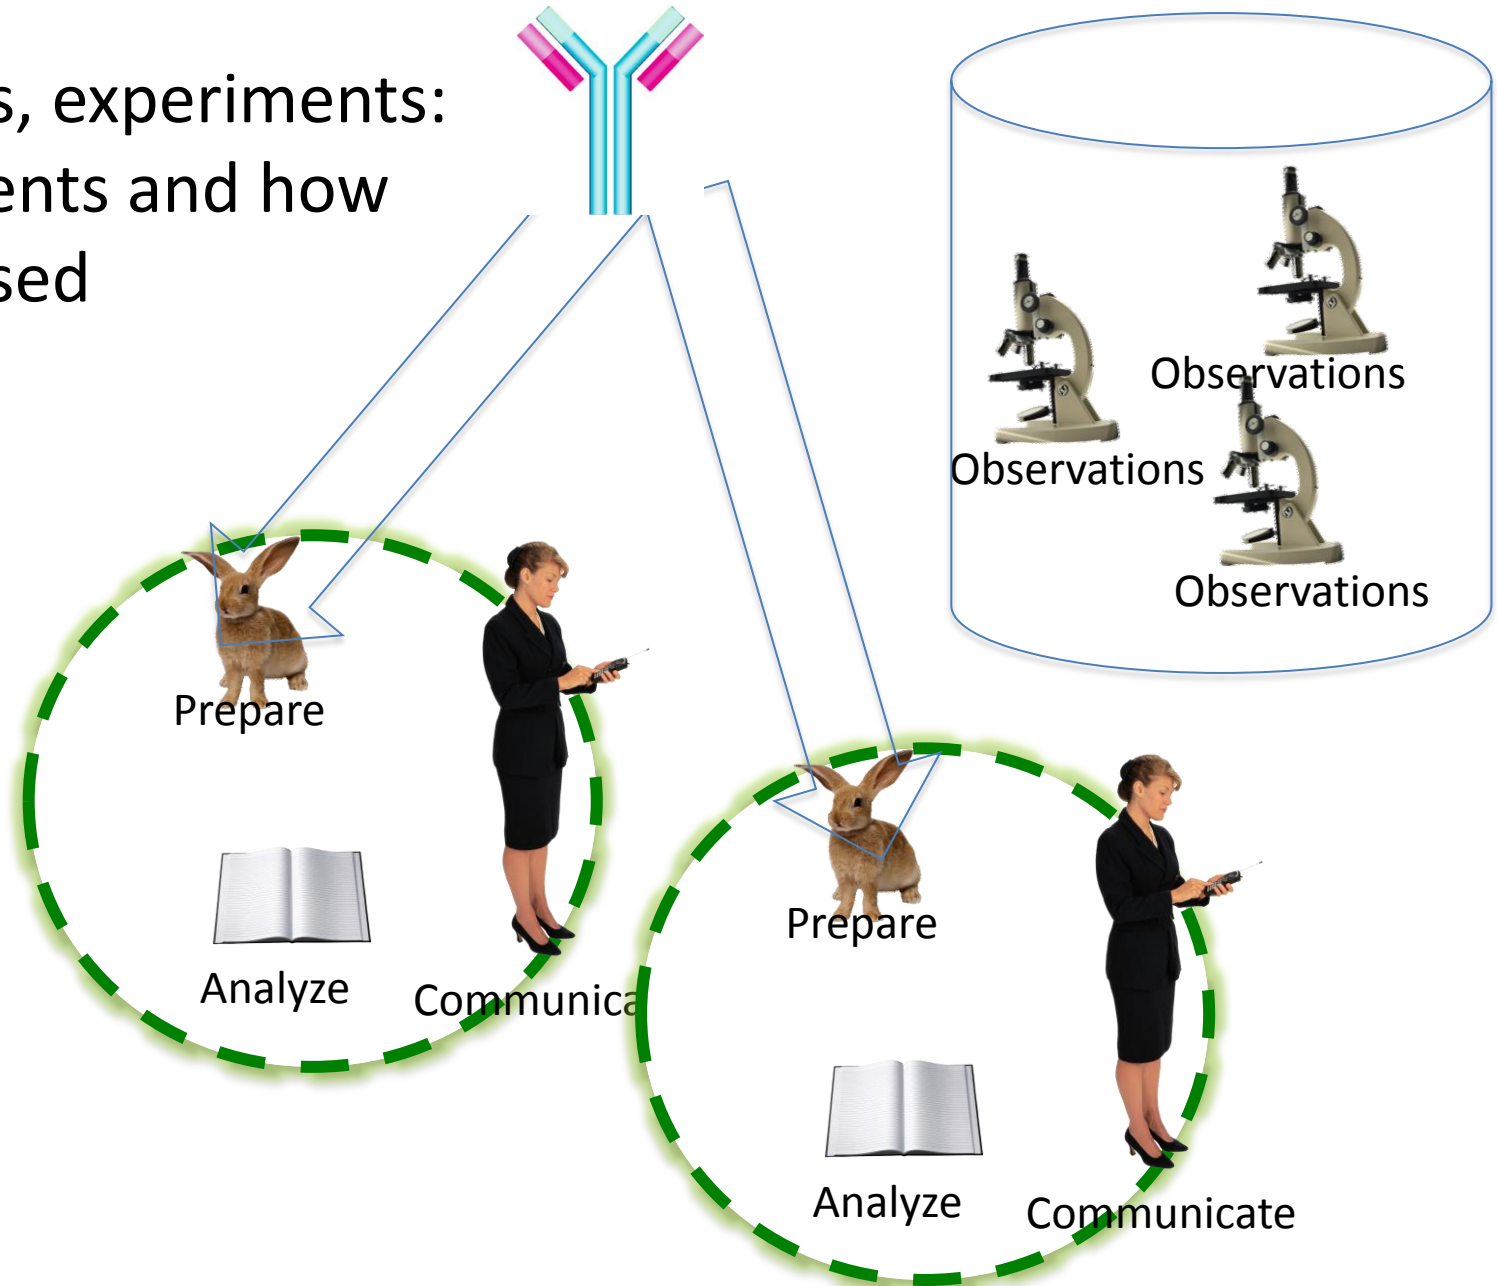 s, experiments:
ents and how
sed
Observations
Observations
Observations
Prepare
Analyze
Communica
Prepare
Analyze
Communicate